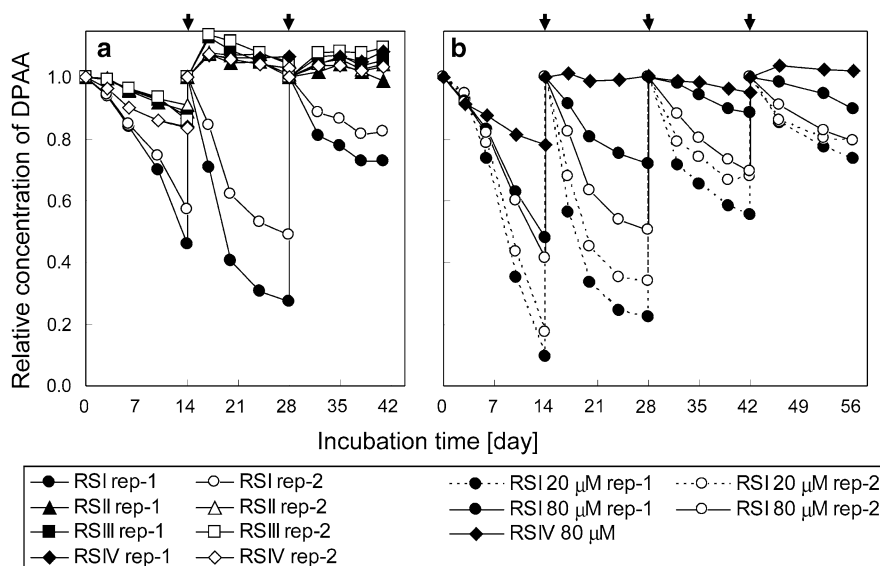 a
b
Relative concentration of DPAA
1.0
0.8
0.6
0.4
0.2
0.0
0 7 14 21 28 35 42
0 7 14 21 28 35 42 49 56
Incubation time [day]
RSI rep-1
RSI rep-2
RSII rep-1
RSII rep-2
RSIII rep-1
RSIII rep-2
RSIV rep-1
RSIV rep-2
RSI 20 µM rep-1
RSI 20 µM rep-2
RSI 80 µM rep-1
RSI 80 µM rep-2
RSIV 80 µM